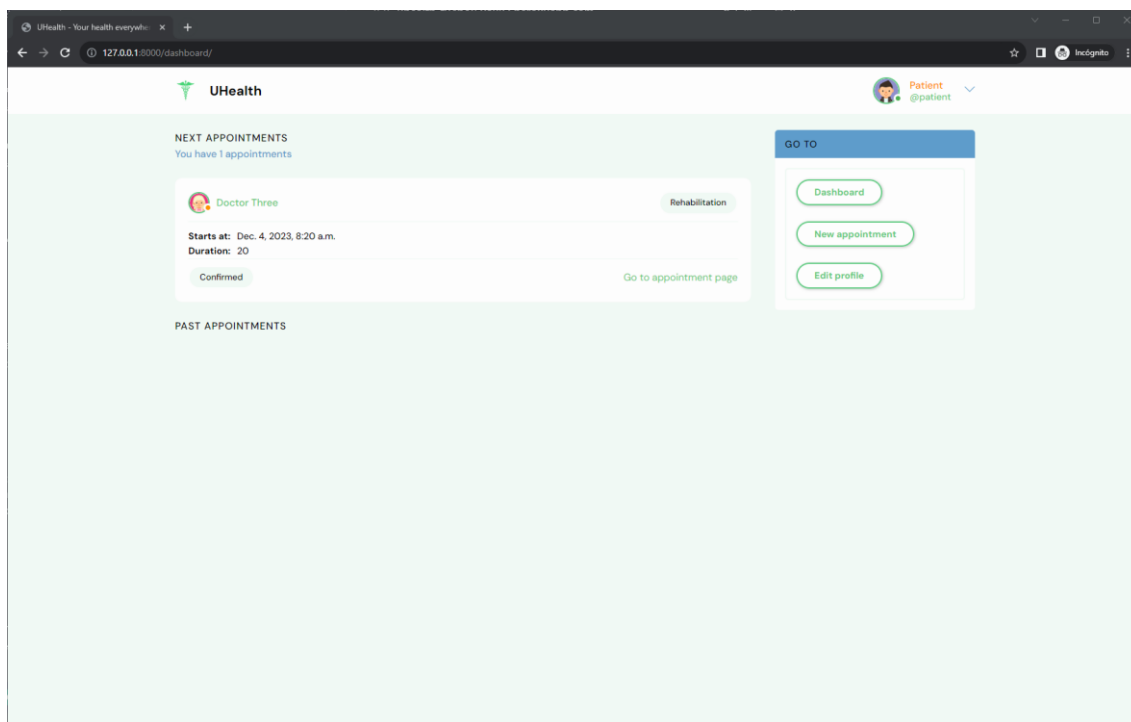 UHealth - Your health everywhe
127.0.0.1:8000/dashboard/
Incógnito
UHealth
Patient
@patient
NEXT APPOINTMENTS
You have 1 appointments
Doctor Three
Rehabilitation
Starts at: Dec. 4, 2023, 8:20 a.m.
Duration: 20
Confirmed
Go to appointment page
PAST APPOINTMENTS
GO TO
Dashboard
New appointment
Edit profile